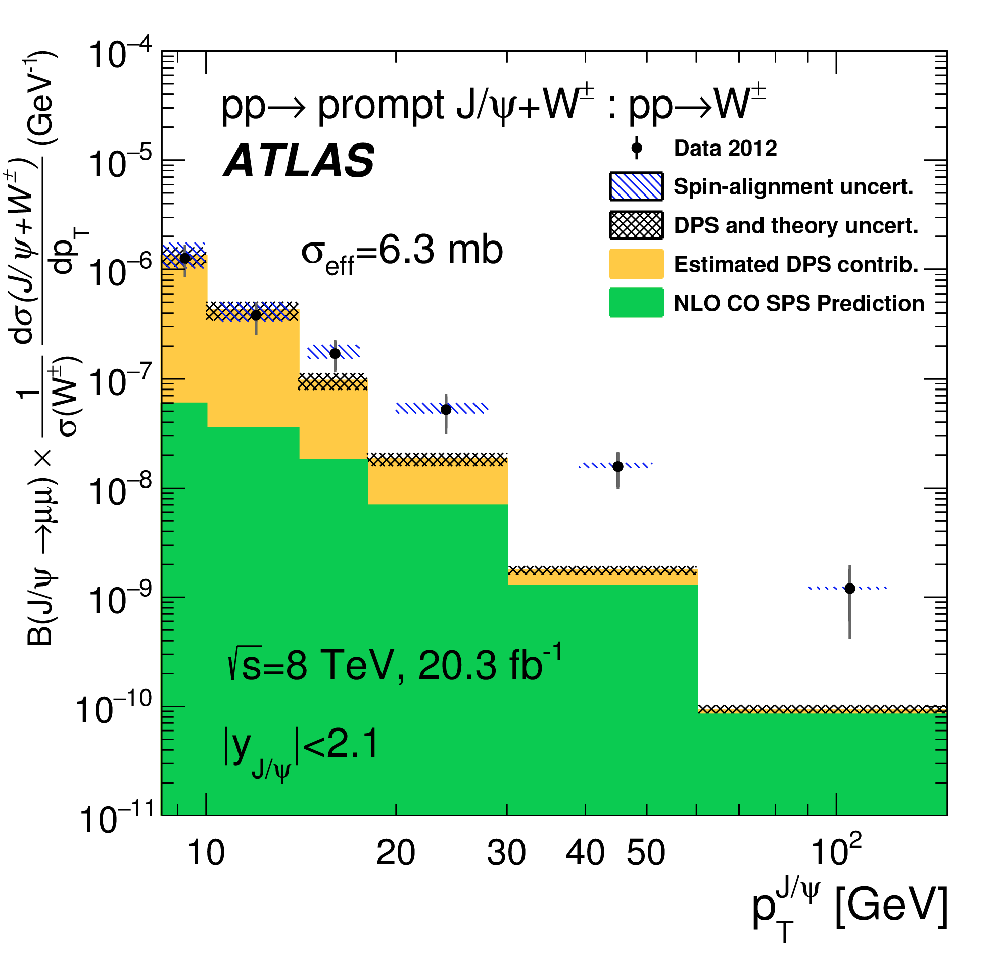 pp→ prompt J/ψ+W± : pp→W±
ATLAS
Data 2012
Spin-alignment uncert.
DPS and theory uncert.
Estimated DPS contrib.
NLO CO SPS Prediction
σeff=6.3 mb
√s=8 TeV, 20.3 fb-1
|yJ/ψ|<2.1
B(J/ψ →μμ) × 1/σ(W±) dσ(J/ψ+W±)/dpT (GeV-1)
10−4
10−5
10−6
10−7
10−8
10−9
10−10
10−11
10 20 30 40 50 102
pTJ/ψ [GeV]